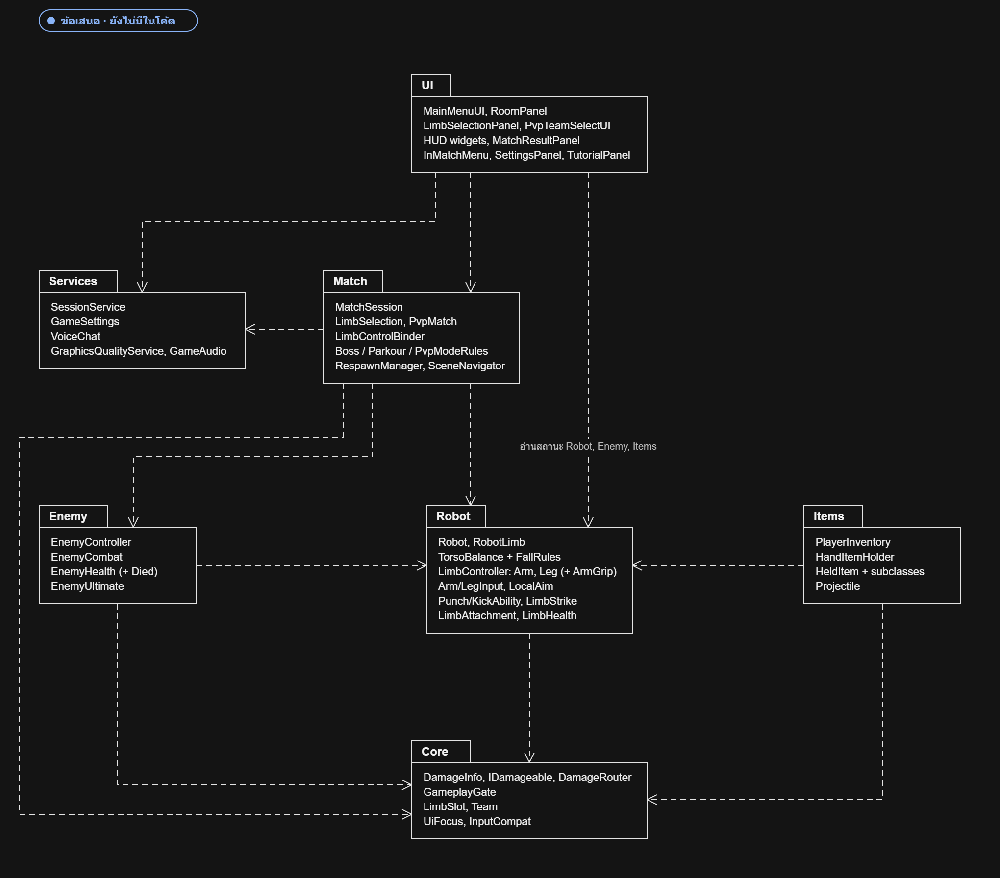 ข้อเสนอ · ยังไม่มีในโค้ด
UI
MainMenuUI, RoomPanel
LimbSelectionPanel, PvpTeamSelectUI
HUD widgets, MatchResultPanel
InMatchMenu, SettingsPanel, TutorialPanel
Services
SessionService
GameSettings
VoiceChat
GraphicsQualityService, GameAudio
Match
MatchSession
LimbSelection, PvpMatch
LimbControlBinder
Boss / Parkour / PvpModeRules
RespawnManager, SceneNavigator
อ่านสถานะ Robot, Enemy, Items
Enemy
EnemyController
EnemyCombat
EnemyHealth (+ Died)
EnemyUltimate
Robot
Robot, RobotLimb
TorsoBalance + FallRules
LimbController: Arm, Leg (+ ArmGrip)
Arm/LegInput, LocalAim
Punch/KickAbility, LimbStrike
LimbAttachment, LimbHealth
Items
PlayerInventory
HandItemHolder
HeldItem + subclasses
Projectile
Core
DamageInfo, IDamageable, DamageRouter
GameplayGate
LimbSlot, Team
UiFocus, InputCompat